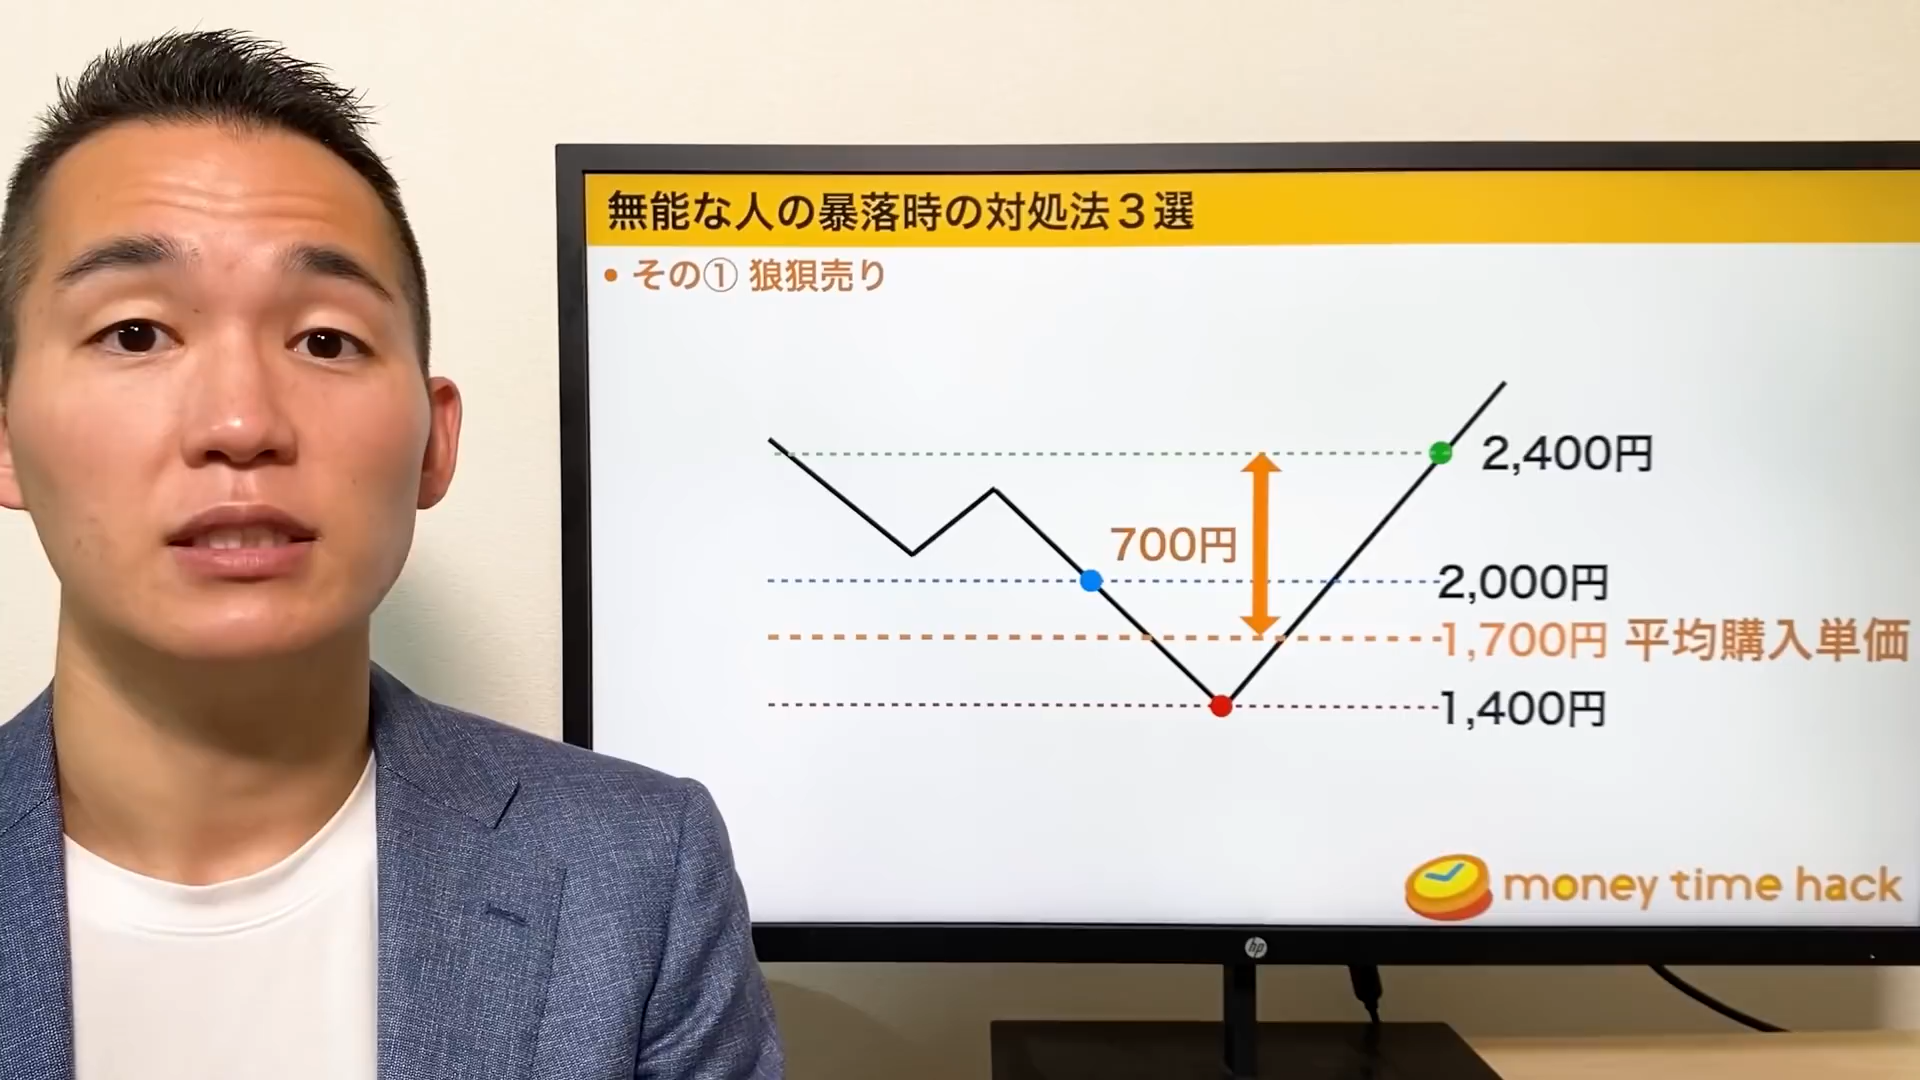 無能な人の暴落時の対処法3選
• その① 狼狽売り
2,400円
700円
2,000円
1,700円 平均購入単価
1,400円
money time hack
hp